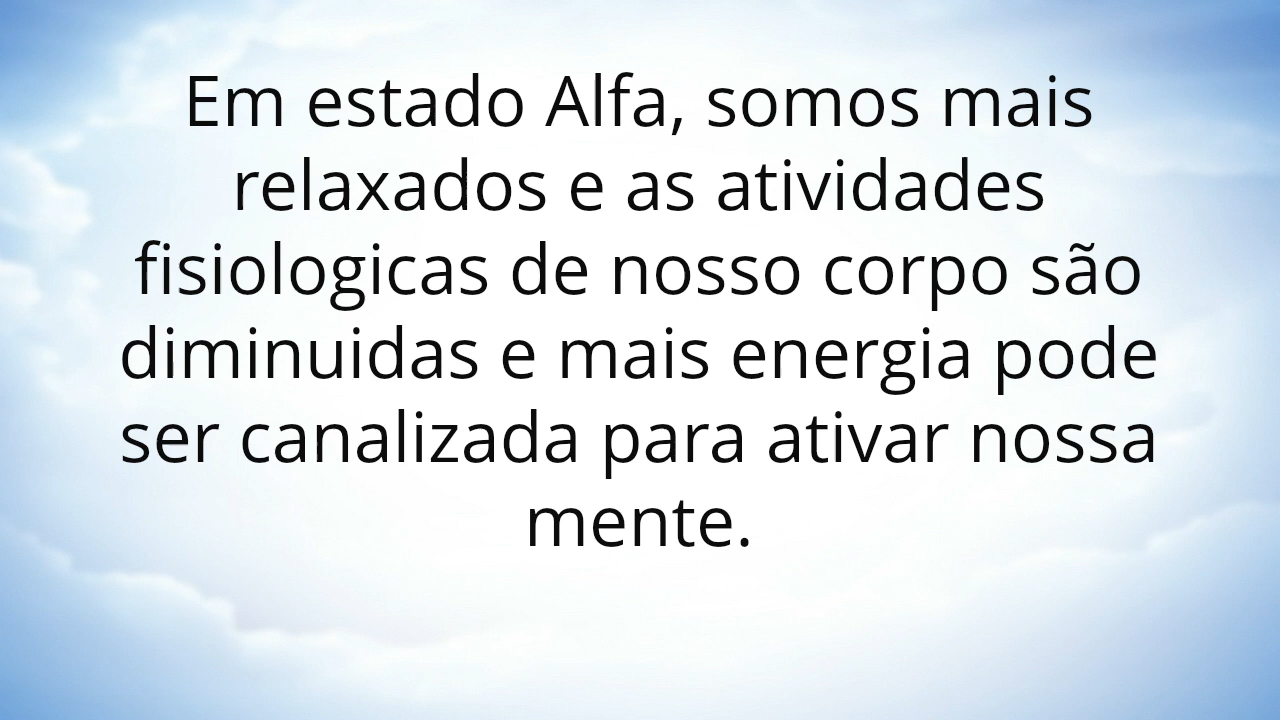 Em estado Alfa, somos mais
relaxados e as atividades
fisiologicas de nosso corpo são
diminuidas e mais energia pode
ser canalizada para ativar nossa
mente.